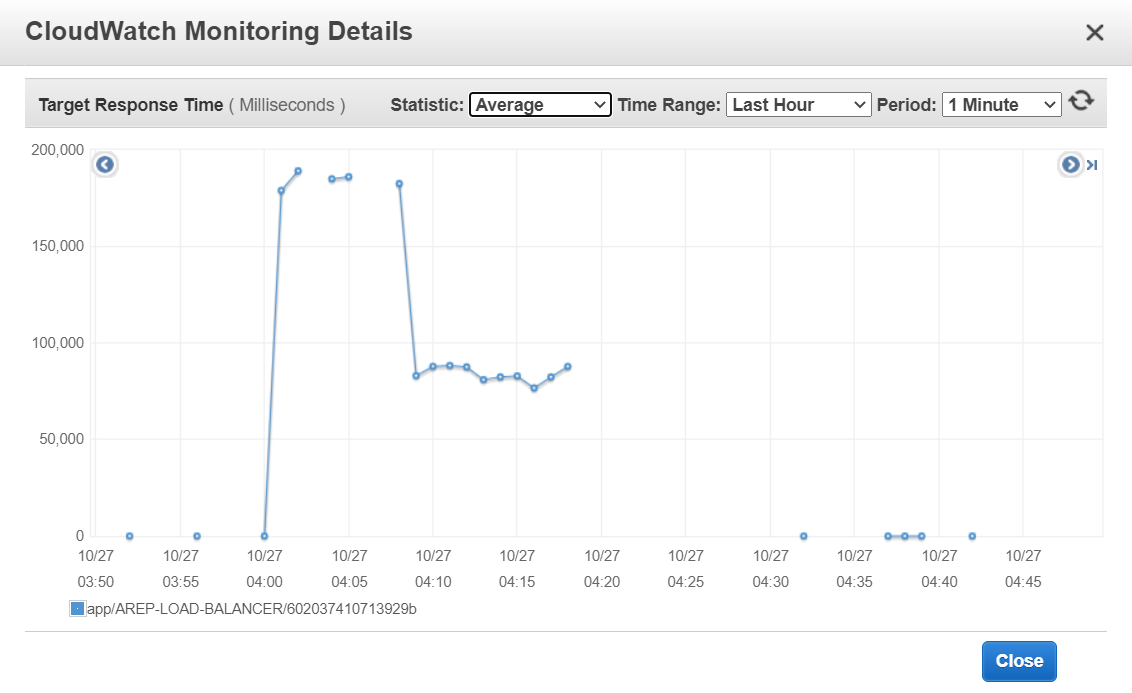 CloudWatch Monitoring Details
Target Response Time ( Milliseconds ) Statistic: Average Time Range: Last Hour Period: 1 Minute
200,000
150,000
100,000
50,000
0
10/27 10/27 10/27 10/27 10/27 10/27 10/27 10/27 10/27 10/27 10/27 10/27
03:50 03:55 04:00 04:05 04:10 04:15 04:20 04:25 04:30 04:35 04:40 04:45
app/AREP-LOAD-BALANCER/602037410713929b
Close